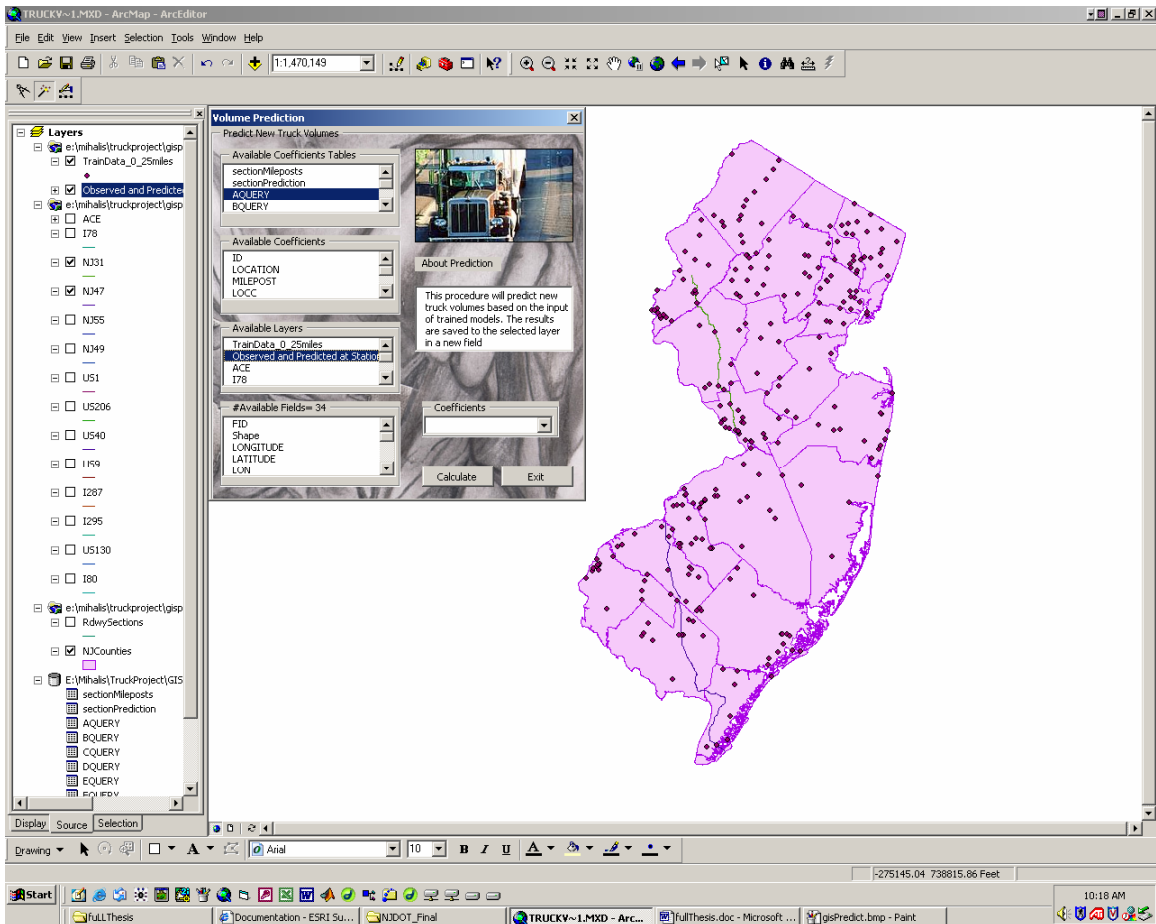 TRUCKV~1.MXD - ArcMap - ArcEditor
File Edit View Insert Selection Tools Window Help
1:1,470,149
Layers
e:\mihalis\truckproject\gisp
TrainData_0_25miles
Observed and Predicte
e:\mihalis\truckproject\gisp
ACE
I78
NJ31
NJ47
NJ55
NJ49
US1
US206
US40
US9
I287
I295
US130
I80
e:\mihalis\truckproject\gisp
RdwySections
NJCounties
E:\Mihalis\TruckProject\GIS
sectionMileposts
sectionPrediction
AQUERY
BQUERY
CQUERY
DQUERY
EQUERY
FQUERY
Display Source Selection
Volume Prediction
Predict New Truck Volumes
Available Coefficients Tables
sectionMileposts
sectionPrediction
AQUERY
BQUERY
Available Coefficients
ID
LOCATION
MILEPOST
LOCC
Available Layers
TrainData_0_25miles
Observed and Predicted at Station
ACE
I78
#Available Fields= 34
FID
Shape
LONGITUDE
LATITUDE
LON
About Prediction
This procedure will predict new
truck volumes based on the input
of trained models. The results
are saved to the selected layer
in a new field
Coefficients
Calculate Exit
Drawing A Arial 10 B I U A
-275145.04 738815.86 Feet
Start
10:18 AM
fulLThesis
Documentation - ESRI Su...
NJDOT_Final
TRUCKV~1.MXD - Arc...
fullThesis.doc - Microsoft ...
gisPredict.bmp - Paint